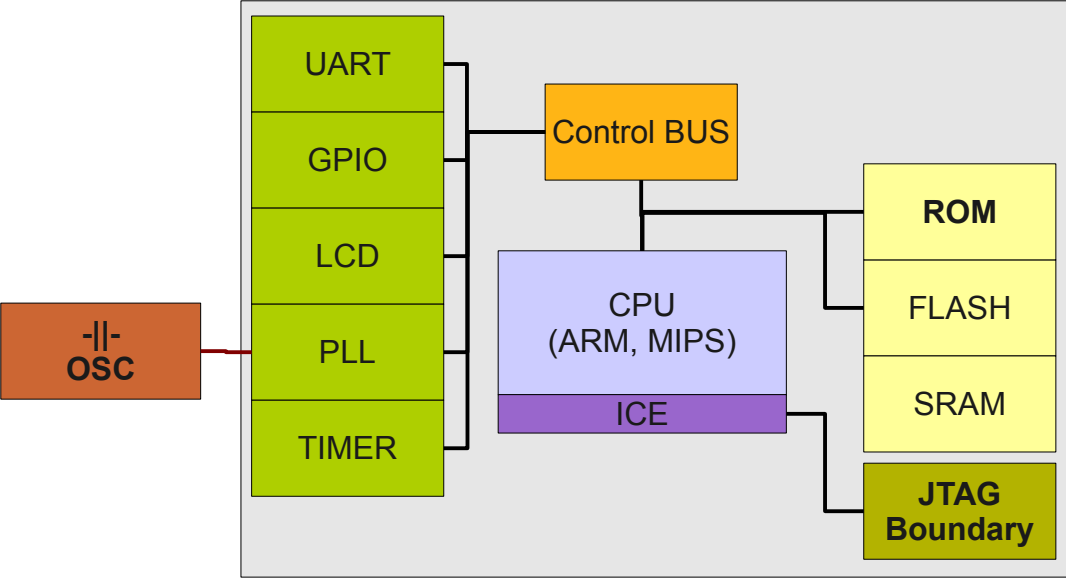 UART
GPIO
LCD
PLL
TIMER
-||-
OSC
Control BUS
CPU
(ARM, MIPS)
ICE
ROM
FLASH
SRAM
JTAG
Boundary